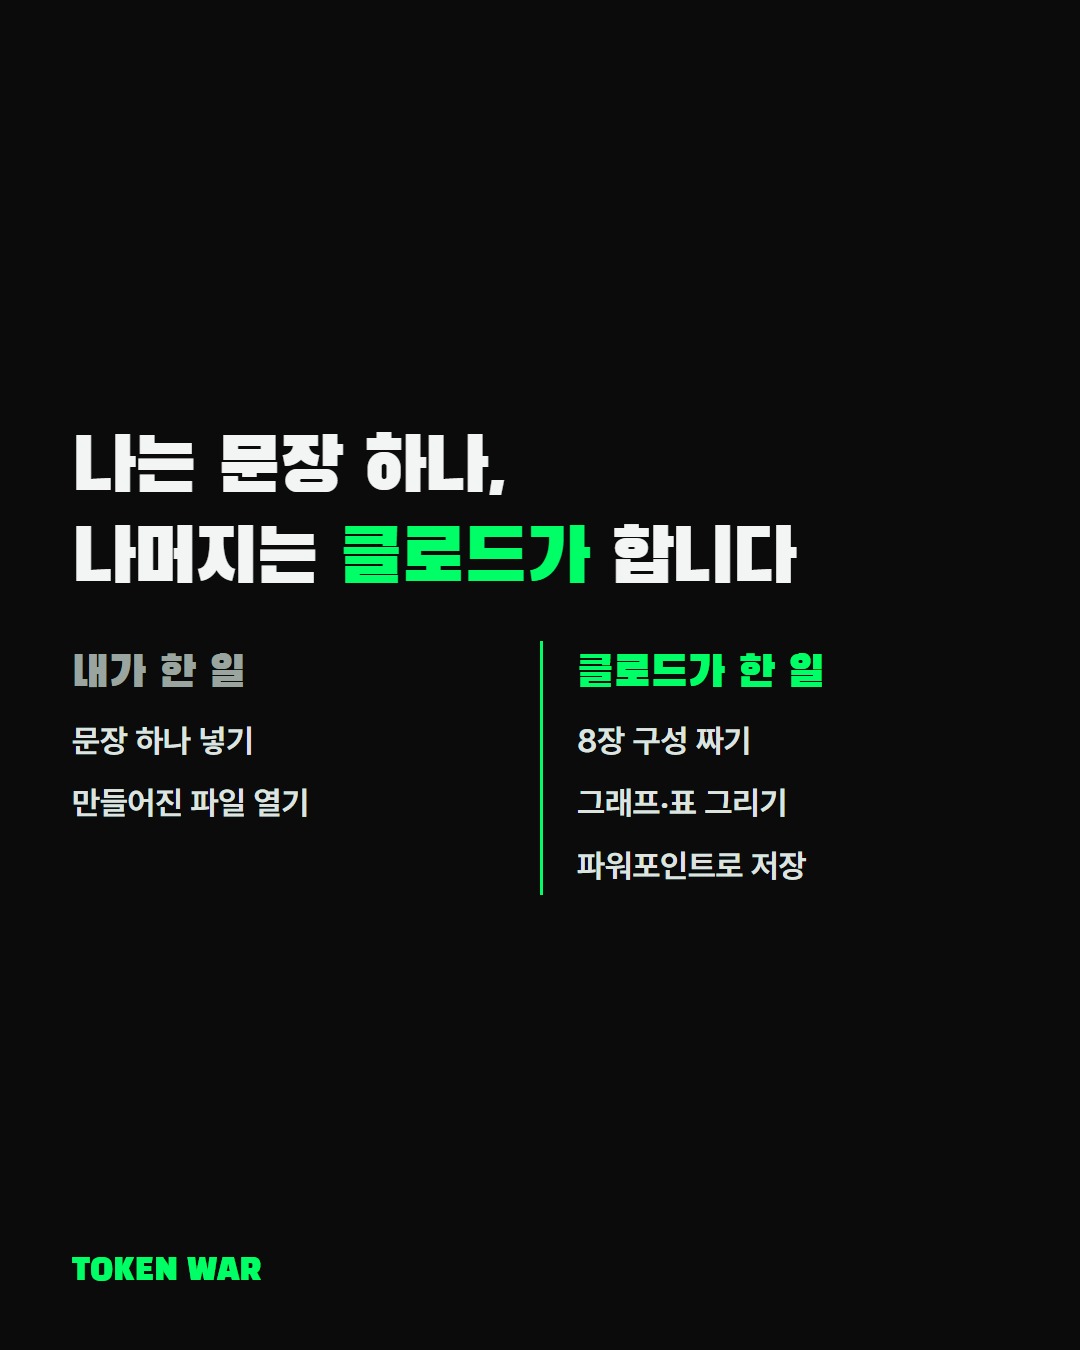 나는 문장 하나,
나머지는 클로드가 합니다
내가 한 일
문장 하나 넣기
만들어진 파일 열기
클로드가 한 일
8장 구성 짜기
그래프·표 그리기
파워포인트로 저장
TOKEN WAR